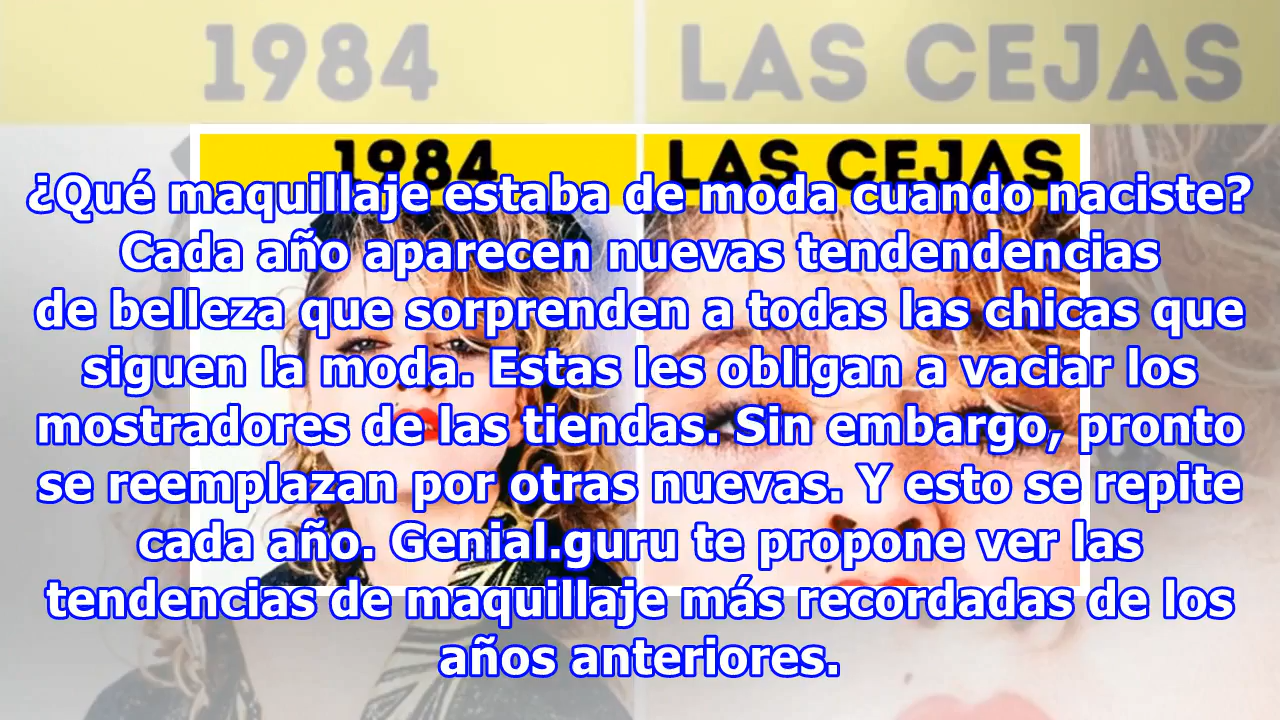 1984 LAS CEJAS
1984 LAS CEJAS
¿Qué maquillaje estaba de moda cuando naciste?
Cada año aparecen nuevas tendendencias
de belleza que sorprenden a todas las chicas que
siguen la moda. Estas les obligan a vaciar los
mostradores de las tiendas. Sin embargo, pronto
se reemplazan por otras nuevas. Y esto se repite
cada año. Genial.guru te propone ver las
tendencias de maquillaje más recordadas de los
años anteriores.